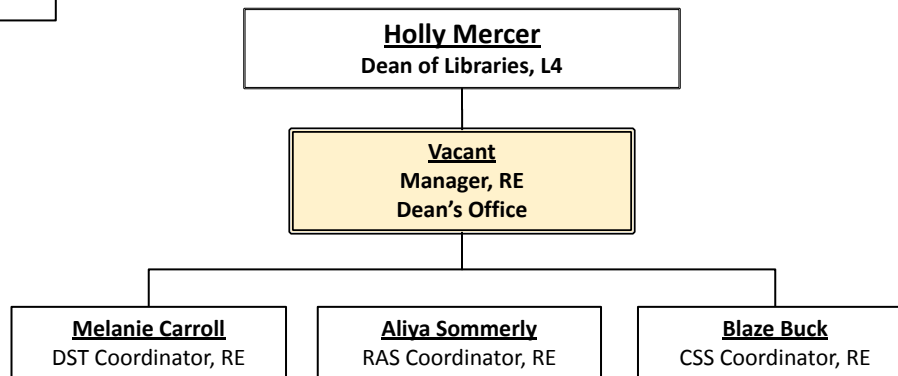 Holly Mercer
Dean of Libraries, L4
Vacant
Manager, RE
Dean’s Office
Melanie Carroll
DST Coordinator, RE
Aliya Sommerly
RAS Coordinator, RE
Blaze Buck
CSS Coordinator, RE